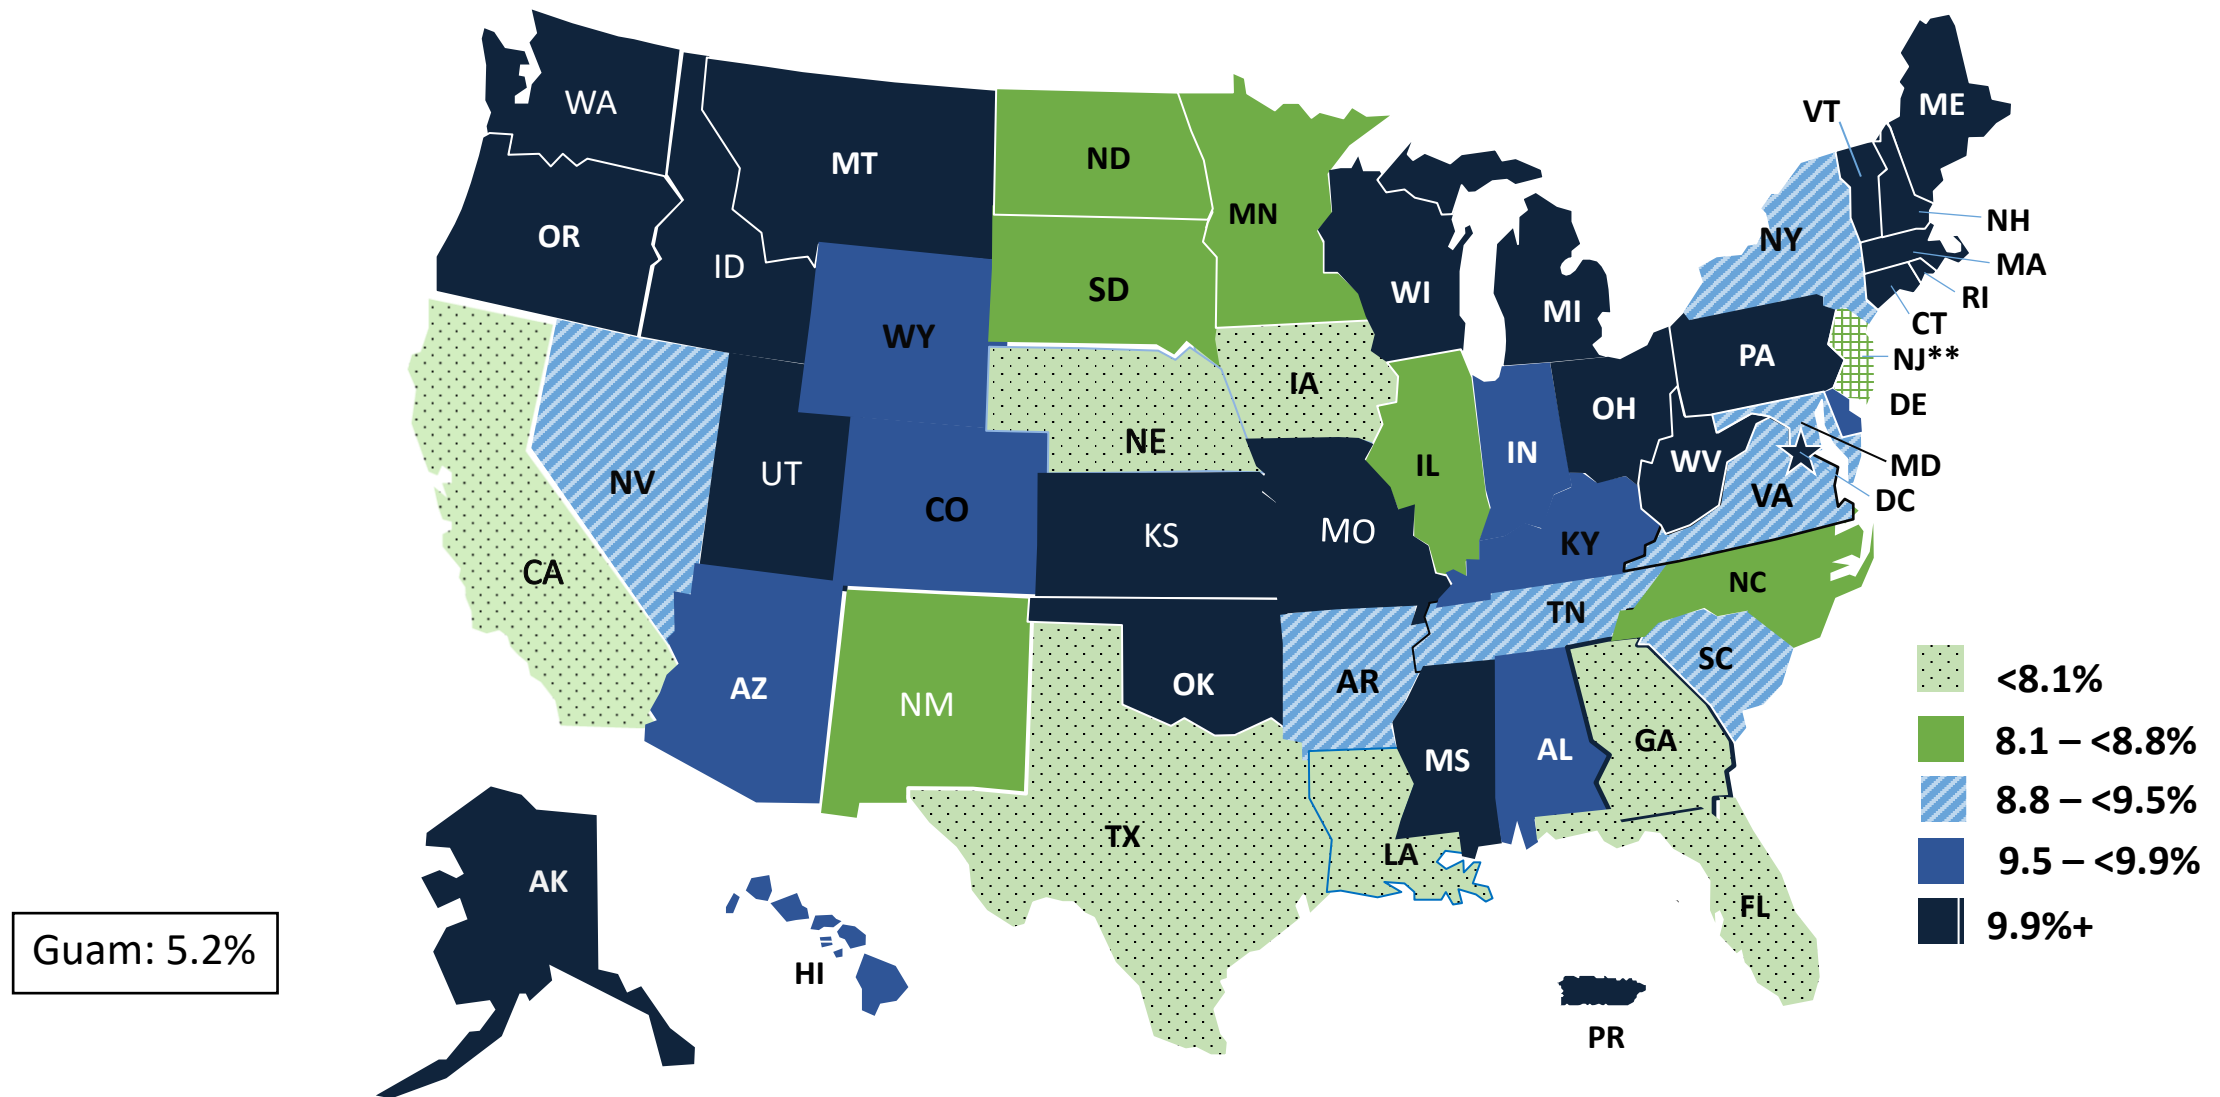 WA
MT
ND
MN
OR
ID
SD
WY
WI
MI
VT
ME
NY
NH
MA
RI
CT
NJ**
PA
DE
IA
NE
OH
IL
IN
WV
MD
DC
VA
NV
UT
CO
KS
MO
KY
CA
NC
TN
AZ
NM
OK
AR
SC
MS
AL
GA
TX
LA
FL
AK
HI
PR
Guam: 5.2%
<8.1%
8.1 – <8.8%
8.8 – <9.5%
9.5 – <9.9%
9.9%+